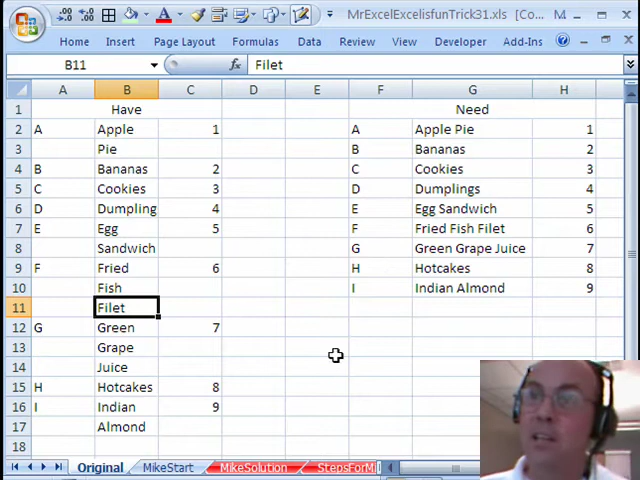 MrExcelExcelisfunTrick31.xls [Co...
Home Insert Page Layout Formulas Data Review View Developer Add-Ins
B11 fx Filet
A B C D E F G H
1 Have Need
2 A Apple 1 A Apple Pie 1
3 Pie B Bananas 2
4 B Bananas 2 C Cookies 3
5 C Cookies 3 D Dumplings 4
6 D Dumpling 4 E Egg Sandwich 5
7 E Egg 5 F Fried Fish Filet 6
8 Sandwich G Green Grape Juice 7
9 F Fried 6 H Hotcakes 8
10 Fish I Indian Almond 9
11 Filet
12 G Green 7
13 Grape
14 Juice
15 H Hotcakes 8
16 I Indian 9
17 Almond
18
Original MikeStart MikeSolution StepsForMi